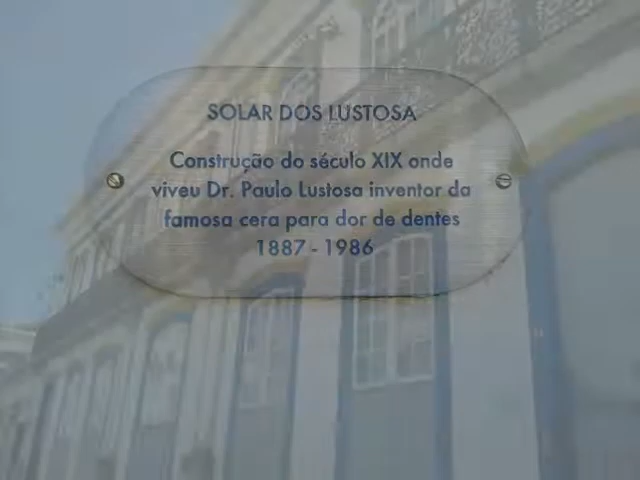 SOLAR DOS LUSTOSA
Construção do século XIX onde
viveu Dr. Paulo Lustosa inventor da
famosa cera para dor de dentes
1887 - 1986